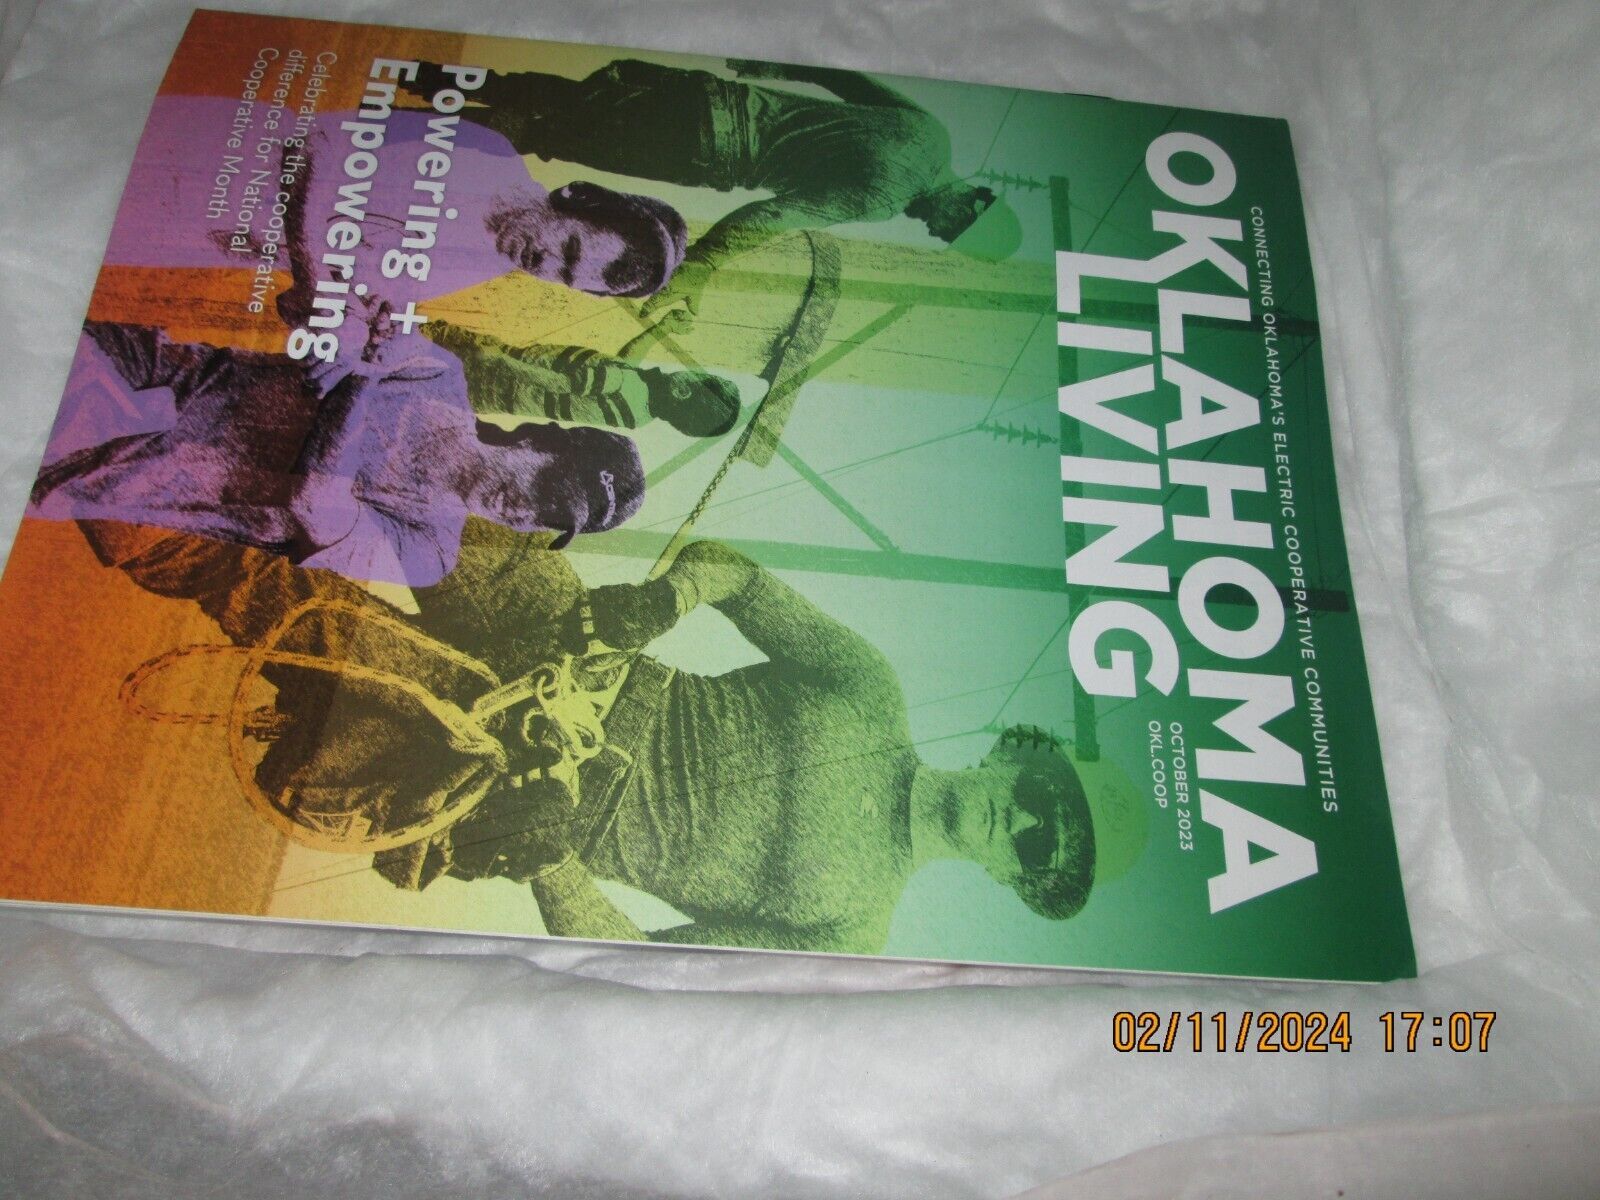 CONNECTING OKLAHOMA'S ELECTRIC COOPERATIVE COMMUNITIES
OKLAHOMA
LIVING
OCTOBER 2023
OKL.COOP
Powering +
Empowering
Celebrating the cooperative
difference for National
Cooperative Month
02/11/2024 17:07